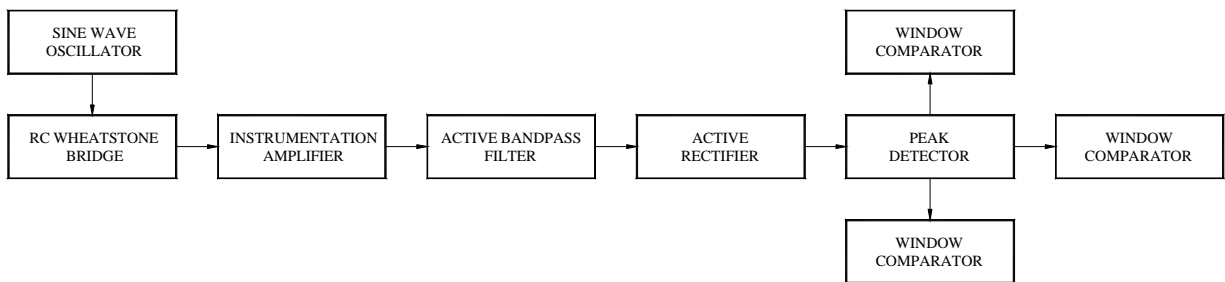 SINE WAVE
OSCILLATOR
WINDOW
COMPARATOR
RC WHEATSTONE
BRIDGE
INSTRUMENTATION
AMPLIFIER
ACTIVE BANDPASS
FILTER
ACTIVE
RECTIFIER
PEAK
DETECTOR
WINDOW
COMPARATOR
WINDOW
COMPARATOR